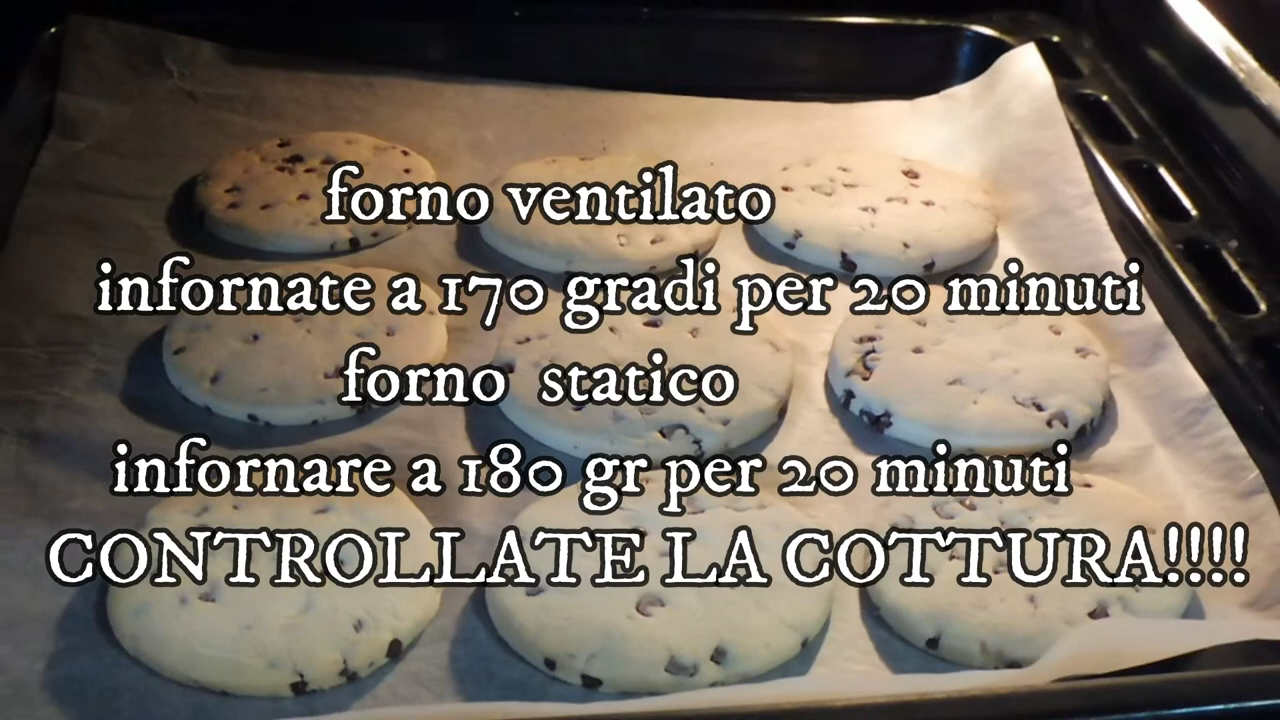 forno ventilato
infornate a 170 gradi per 20 minuti
forno statico
infornare a 180 gr per 20 minuti
CONTROLLATE LA COTTURA!!!!